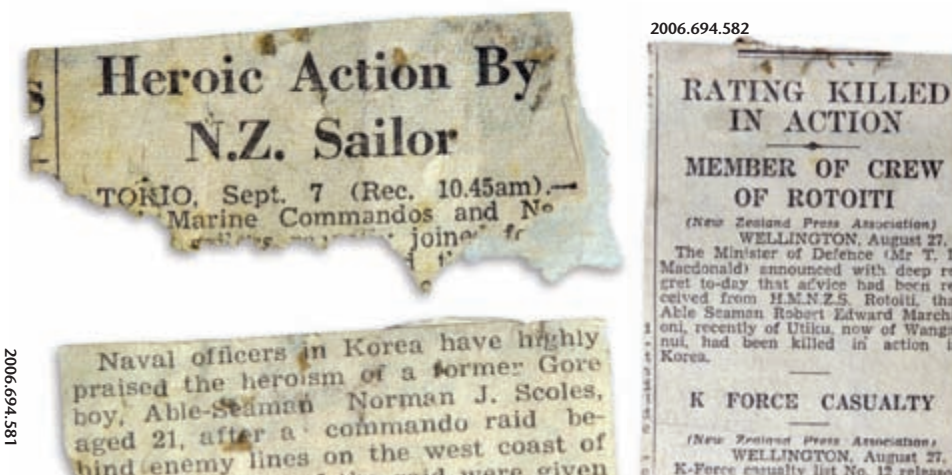 Heroic Action By
N.Z. Sailor
TOKIO, Sept. 7 (Rec. 10.45am).—
Marine Commandos and
joined
Naval officers in Korea have highly
praised the heroism of a former Gore
boy, Able-Seaman Norman J. Scoles,
aged 21, after a commando raid be-
hind enemy lines on the west coast of
were given
2006.694.581
2006.694.582
RATING KILLED
IN ACTION
MEMBER OF CREW
OF ROTOITI
(New Zealand Press Association)
WELLINGTON, August 27.
The Minister of Defence (Mr T.
Macdonald) announced with deep re
gret to-day that advice had been re
ceived from H.M.N.Z.S. Rotoiti, tha
Able Seaman Robert Edward March
oni, recently of Utiku, now of Wanga
nui, had been killed in action i
Korea.
K FORCE CASUALTY
(New Zealand Press Association)
WELLINGTON, August 27
K-Force casualty list No. 12